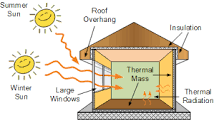 Summer
Sun
Roof
Overhang
Insulation
Winter
Sun
Large
Windows
Thermal
Mass
Thermal
Radiation